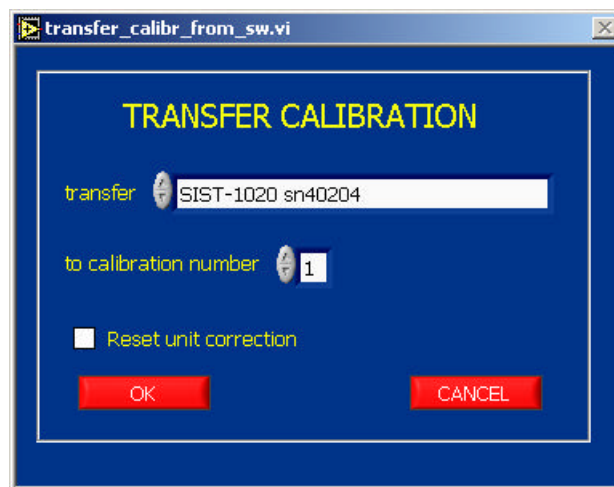 transfer_calibr_from_sw.vi
TRANSFER CALIBRATION
transfer SIST-1020 sn40204
to calibration number 1
Reset unit correction
OK CANCEL